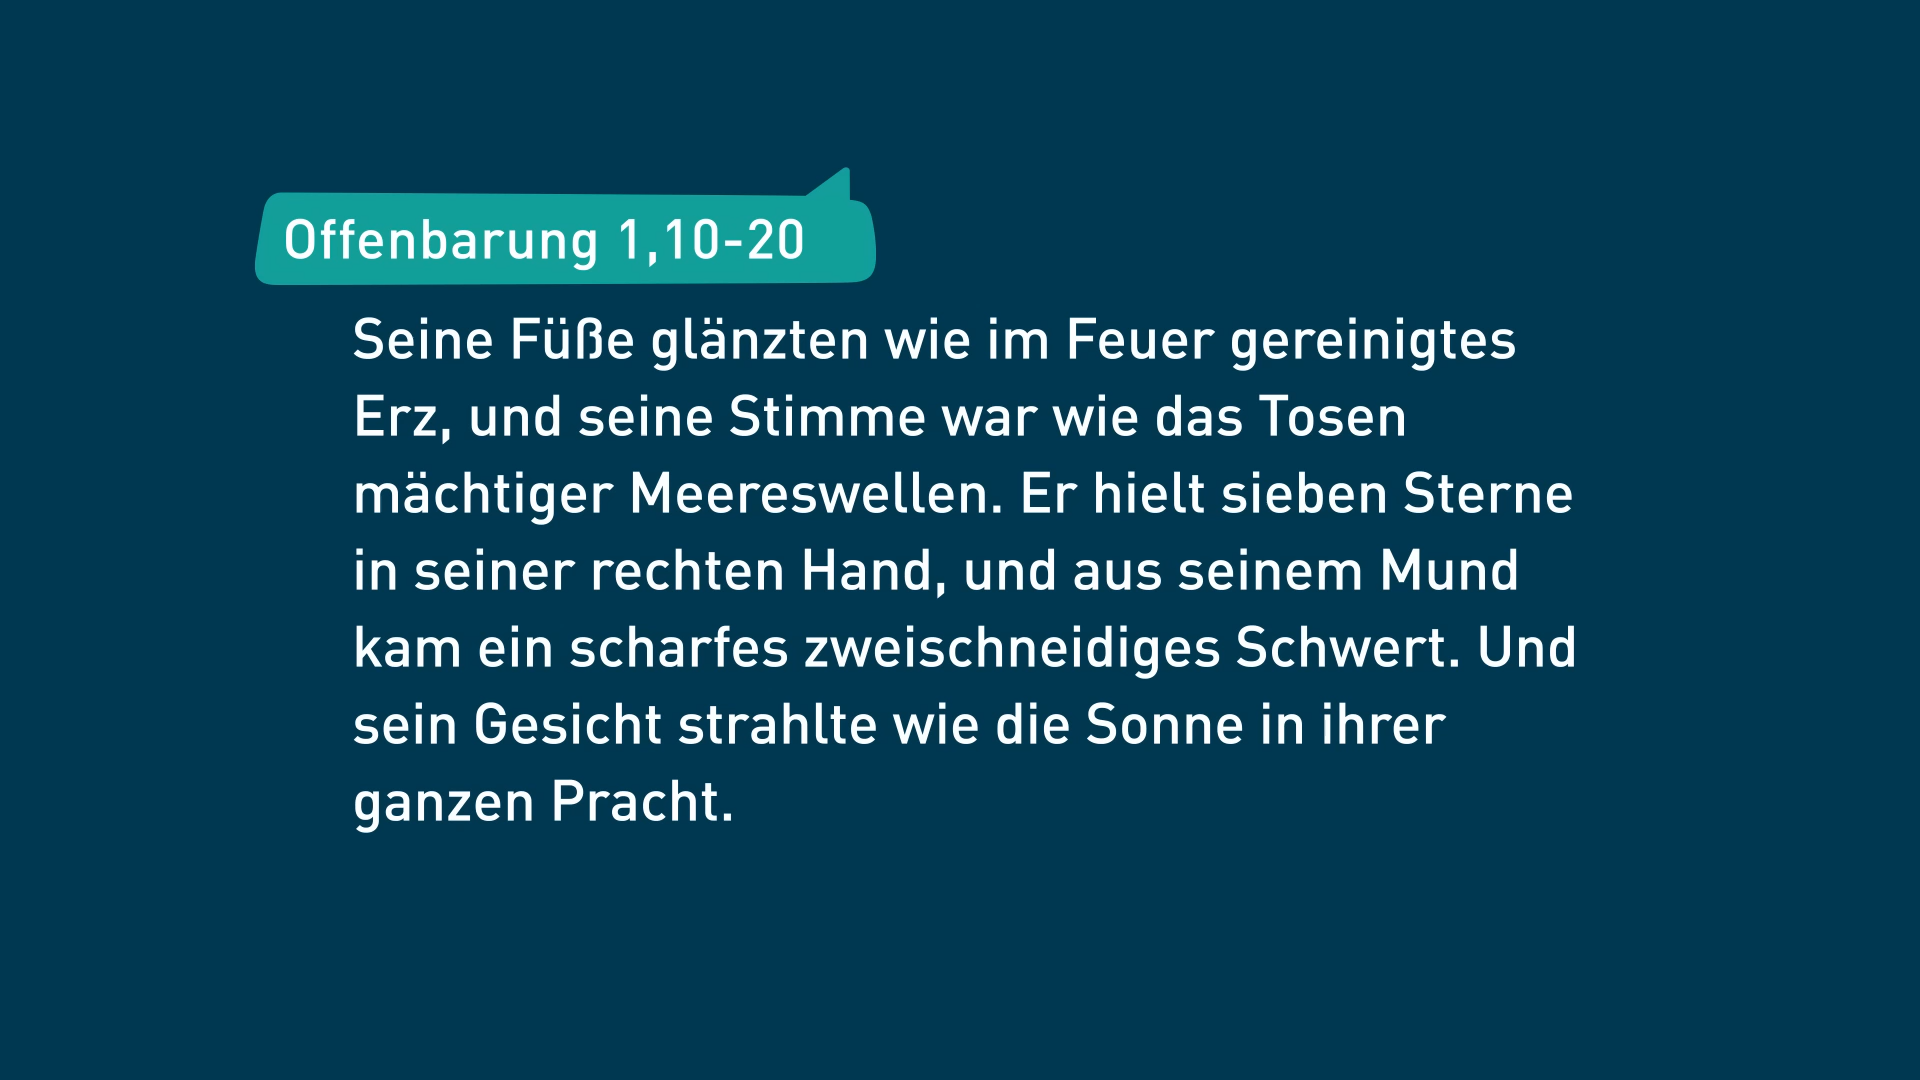 Offenbarung 1,10-20
Seine Füße glänzten wie im Feuer gereinigtes
Erz, und seine Stimme war wie das Tosen
mächtiger Meereswellen. Er hielt sieben Sterne
in seiner rechten Hand, und aus seinem Mund
kam ein scharfes zweischneidiges Schwert. Und
sein Gesicht strahlte wie die Sonne in ihrer
ganzen Pracht.